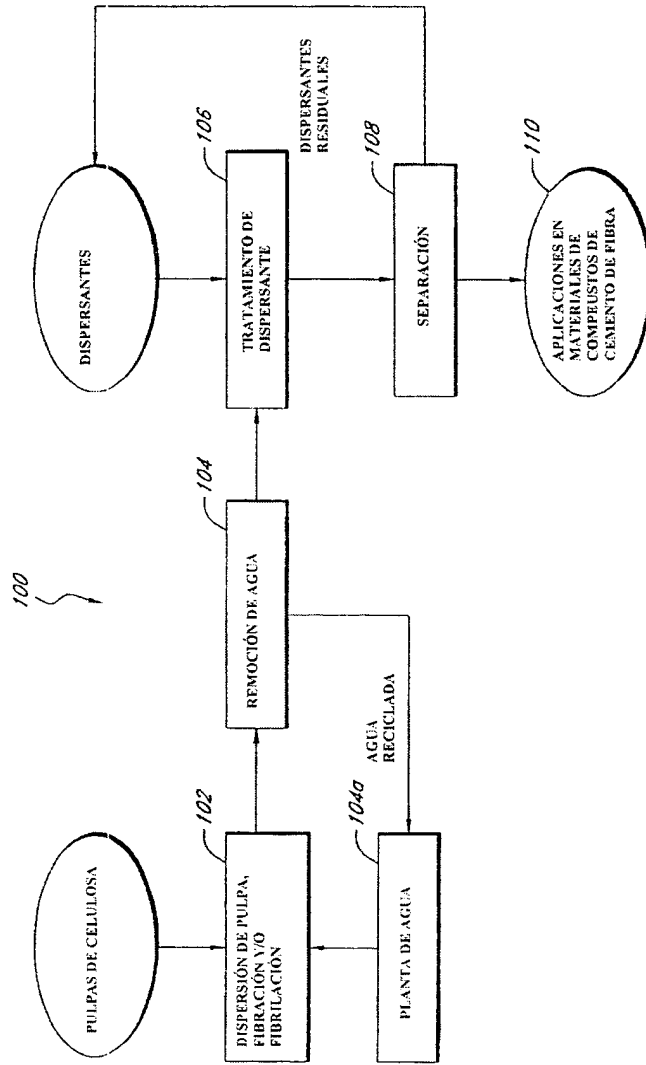 100
PULPAS DE CELULOSA
102
DISPERSIÓN DE PULPA,
FIBRACIÓN Y/O
FIBRILACIÓN
104a
PLANTA DE AGUA
AGUA
RECICLADA
104
REMOCIÓN DE AGUA
DISPERSANTES
106
TRATAMIENTO DE
DISPERSANTE
DISPERSANTES
RESIDUALES
108
SEPARACIÓN
110
APLICACIONES EN
MATERIALES DE
COMPEUSTOS DE
CEMENTO DE FIBRA